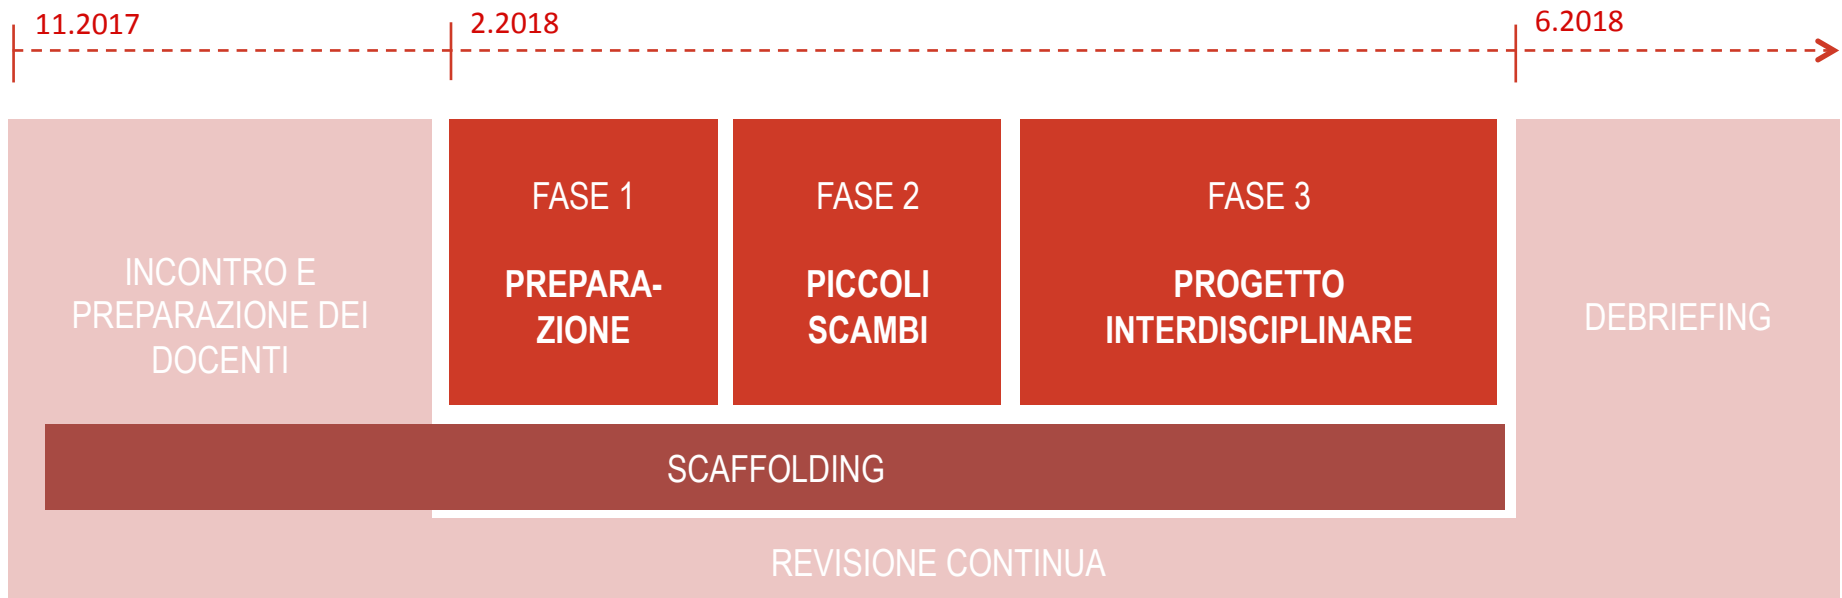 11.2017
2.2018
6.2018
INCONTRO E
PREPARAZIONE DEI
DOCENTI
FASE 1
PREPARA-
ZIONE
FASE 2
PICCOLI
SCAMBI
FASE 3
PROGETTO
INTERDISCIPLINARE
DEBRIEFING
SCAFFOLDING
REVISIONE CONTINUA